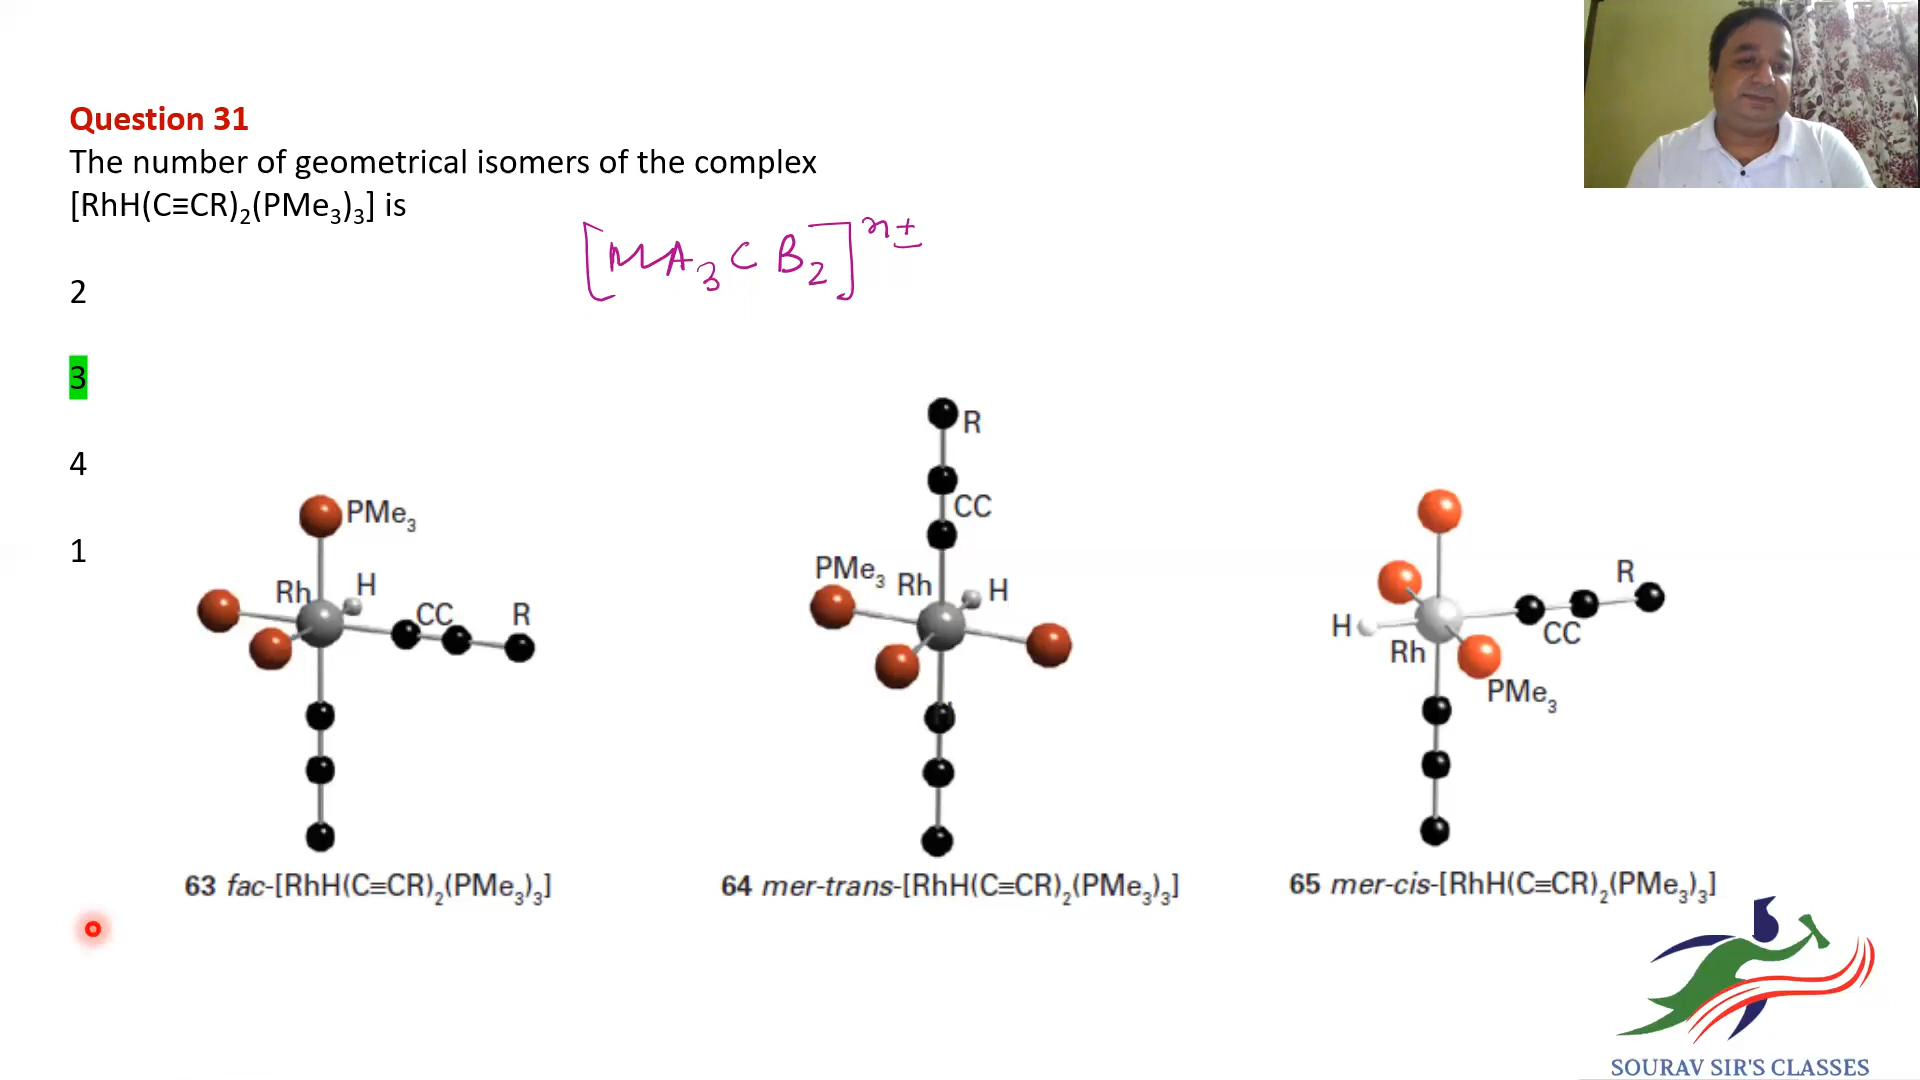 Question 31
The number of geometrical isomers of the complex
[RhH(C≡CR)₂(PMe₃)₃] is
[MA₃CB₂]ⁿ±
2
3
4
1
PMe₃
Rh
H
CC
R
63 fac-[RhH(C≡CR)₂(PMe₃)₃]
R
CC
PMe₃
Rh
H
64 mer-trans-[RhH(C≡CR)₂(PMe₃)₃]
R
H
CC
Rh
PMe₃
65 mer-cis-[RhH(C≡CR)₂(PMe₃)₃]
SOURAV SIR'S CLASSES